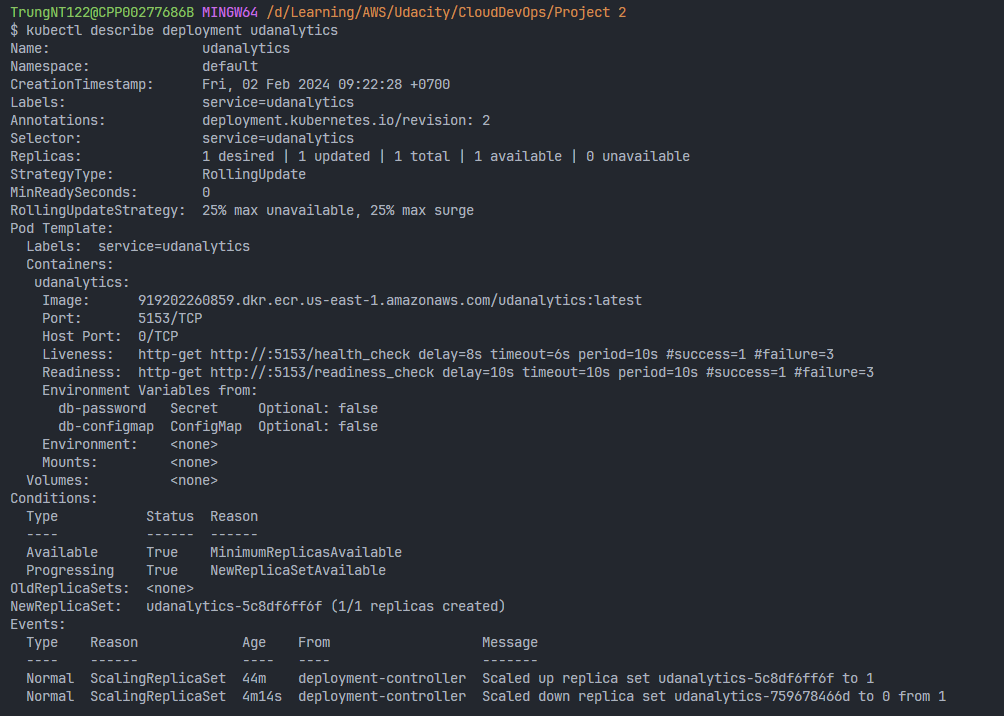 TrungNT122@CPP00277686B MINGW64 /d/Learning/AWS/Udacity/CloudDevOps/Project 2
$ kubectl describe deployment udanalytics
Name:                   udanalytics
Namespace:              default
CreationTimestamp:      Fri, 02 Feb 2024 09:22:28 +0700
Labels:                 service=udanalytics
Annotations:            deployment.kubernetes.io/revision: 2
Selector:               service=udanalytics
Replicas:               1 desired | 1 updated | 1 total | 1 available | 0 unavailable
StrategyType:           RollingUpdate
MinReadySeconds:        0
RollingUpdateStrategy:  25% max unavailable, 25% max surge
Pod Template:
  Labels:  service=udanalytics
  Containers:
   udanalytics:
    Image:      919202260859.dkr.ecr.us-east-1.amazonaws.com/udanalytics:latest
    Port:       5153/TCP
    Host Port:  0/TCP
    Liveness:   http-get http://:5153/health_check delay=8s timeout=6s period=10s #success=1 #failure=3
    Readiness:  http-get http://:5153/readiness_check delay=10s timeout=10s period=10s #success=1 #failure=3
    Environment Variables from:
      db-password   Secret     Optional: false
      db-configmap  ConfigMap  Optional: false
    Environment:    <none>
    Mounts:         <none>
  Volumes:          <none>
Conditions:
  Type           Status  Reason
  ----           ------  ------
  Available      True    MinimumReplicasAvailable
  Progressing    True    NewReplicaSetAvailable
OldReplicaSets:  <none>
NewReplicaSet:   udanalytics-5c8df6ff6f (1/1 replicas created)
Events:
  Type    Reason             Age    From                   Message
  ----    ------             ----   ----                   -------
  Normal  ScalingReplicaSet  44m    deployment-controller  Scaled up replica set udanalytics-5c8df6ff6f to 1
  Normal  ScalingReplicaSet  4m14s  deployment-controller  Scaled down replica set udanalytics-759678466d to 0 from 1